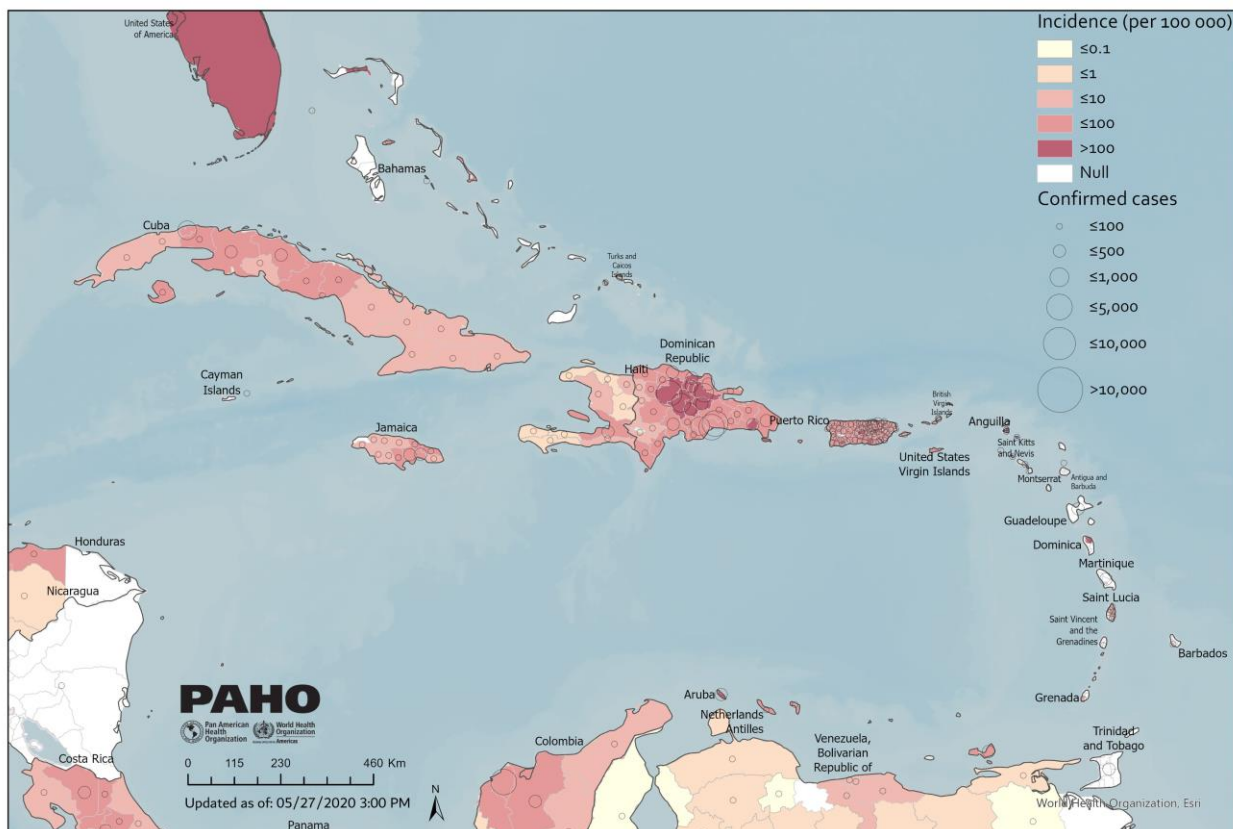 United States
of America
Incidence (per 100 000)
≤0.1
≤1
≤10
≤100
>100
Null
Confirmed cases
≤100
≤500
≤1,000
≤5,000
≤10,000
>10,000
Bahamas
Cuba
Turks and
Caicos
Islands
Cayman
Islands
Jamaica
Haiti
Dominican
Republic
Puerto Rico
British
Virgin
Islands
United States
Virgin Islands
Anguilla
Saint Kitts
and Nevis
Montserrat
Antigua and
Barbuda
Guadeloupe
Dominica
Martinique
Saint Lucia
Saint Vincent
and the
Grenadines
Barbados
Grenada
Trinidad
and Tobago
Honduras
Nicaragua
Costa Rica
Panama
Colombia
Aruba
Netherlands
Antilles
Venezuela,
Bolivarian
Republic of
PAHO
Pan American
Health
Organization
World Health
Organization
Americas
0 115 230 460 Km
Updated as of: 05/27/2020 3:00 PM
N
World Health Organization, Esri